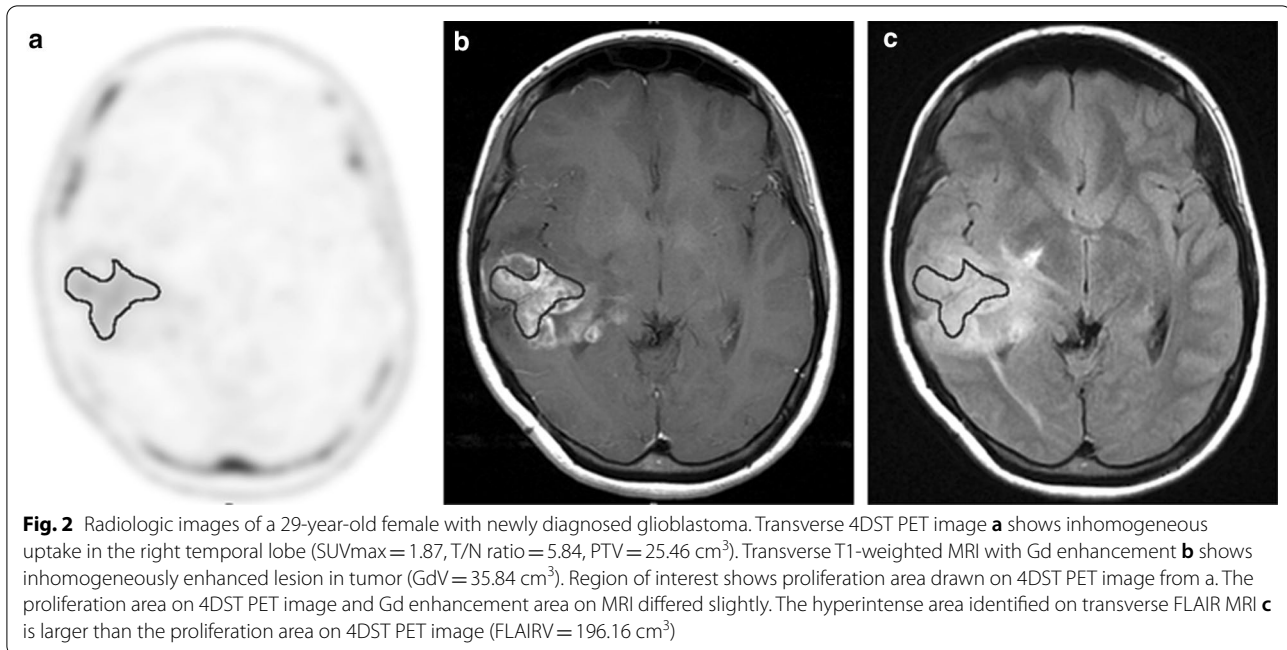 a
b
c
Fig. 2 Radiologic images of a 29-year-old female with newly diagnosed glioblastoma. Transverse 4DST PET image a shows inhomogeneous
uptake in the right temporal lobe (SUVmax = 1.87, T/N ratio = 5.84, PTV = 25.46 cm³). Transverse T1-weighted MRI with Gd enhancement b shows
inhomogeneously enhanced lesion in tumor (GdV = 35.84 cm³). Region of interest shows proliferation area drawn on 4DST PET image from a. The
proliferation area on 4DST PET image and Gd enhancement area on MRI differed slightly. The hyperintense area identified on transverse FLAIR MRI c
is larger than the proliferation area on 4DST PET image (FLAIRV = 196.16 cm³)